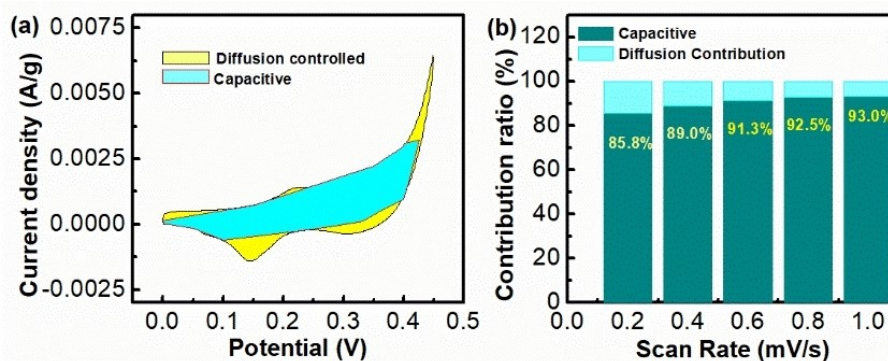 (a)
0.0075
0.0050
0.0025
0.0000
-0.0025
Current density (A/g)
Diffusion controlled
Capacitive
0.0 0.1 0.2 0.3 0.4 0.5
Potential (V)
(b)
120
100
80
60
40
20
0
Contribution ratio (%)
Capacitive
Diffusion Contribution
85.8% 89.0% 91.3% 92.5% 93.0%
0.0 0.2 0.4 0.6 0.8 1.0
Scan Rate (mV/s)